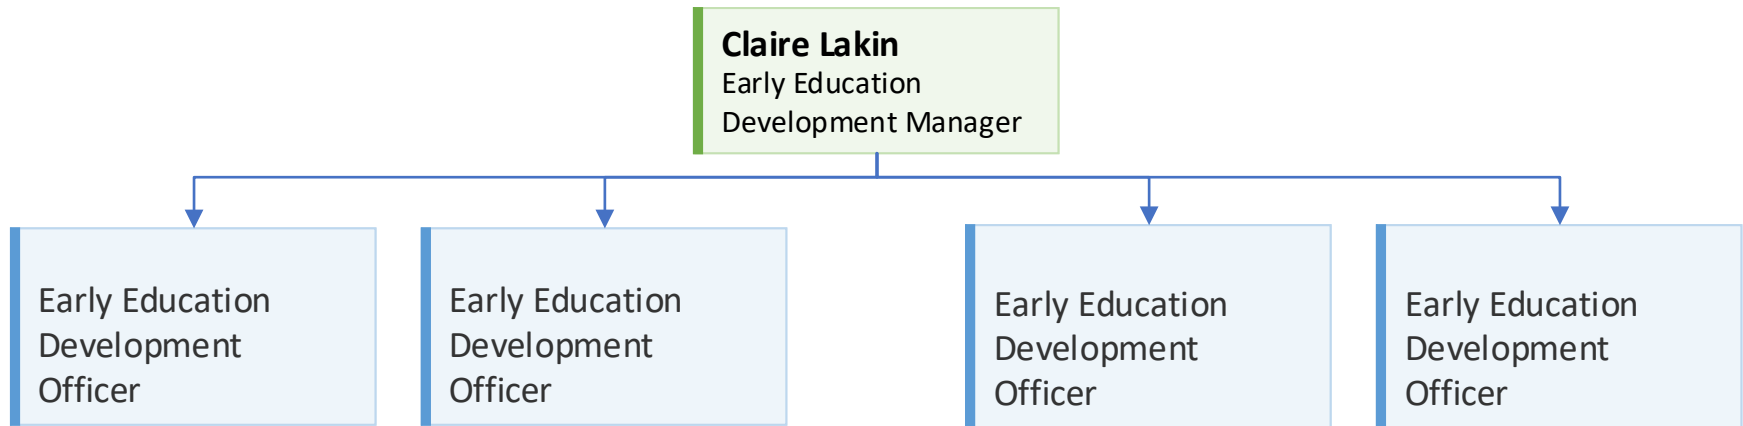 Claire Lakin
Early Education
Development Manager
Early Education
Development
Officer
Early Education
Development
Officer
Early Education
Development
Officer
Early Education
Development
Officer